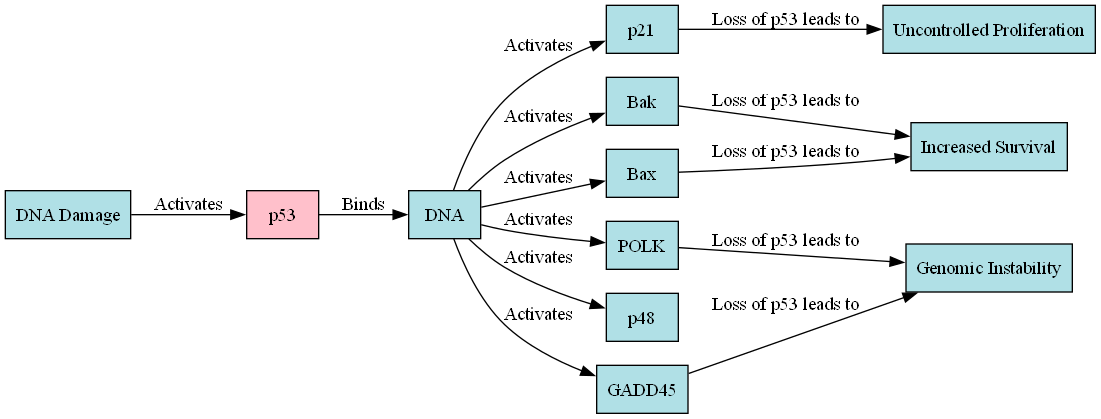 DNA Damage
Activates
p53
Binds
DNA
Activates
p21
Loss of p53 leads to
Uncontrolled Proliferation
Activates
Bak
Loss of p53 leads to
Increased Survival
Activates
Bax
Loss of p53 leads to
Activates
POLK
Loss of p53 leads to
Genomic Instability
Activates
p48
Activates
GADD45
Loss of p53 leads to